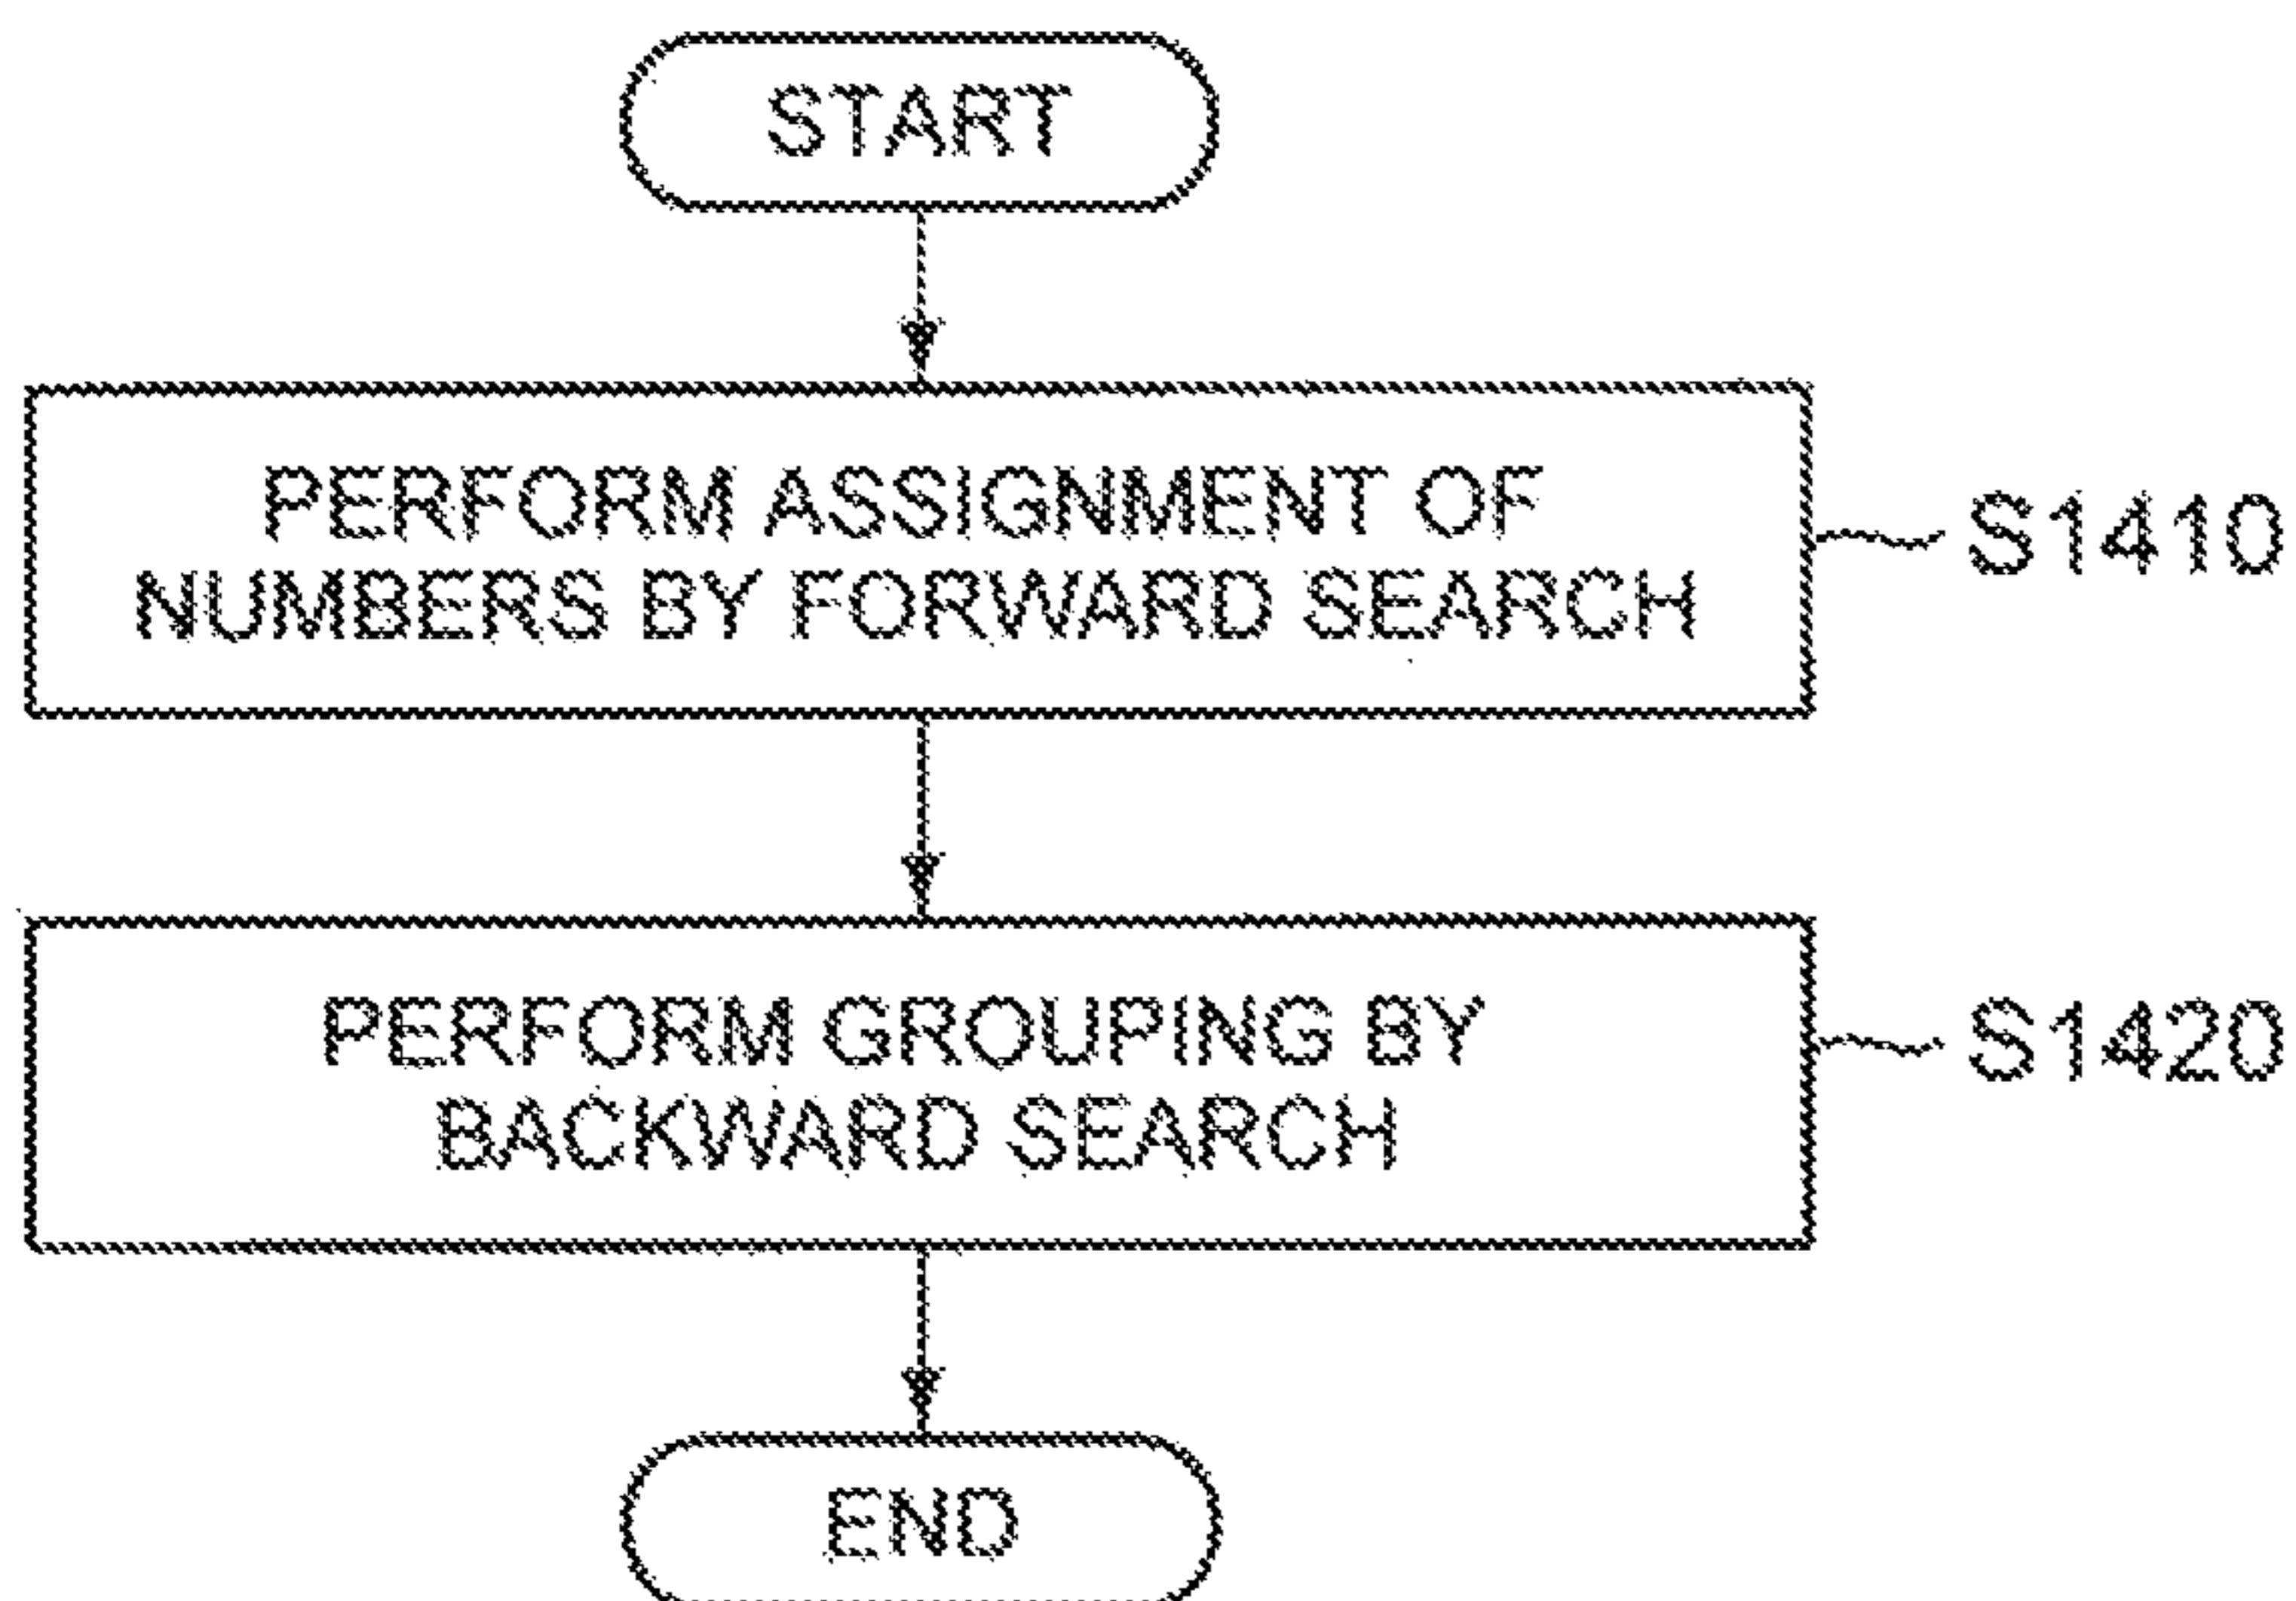 START
PERFORM ASSIGNMENT OF
NUMBERS BY FORWARD SEARCH
S1410
PERFORM GROUPING BY
BACKWARD SEARCH
S1420
END